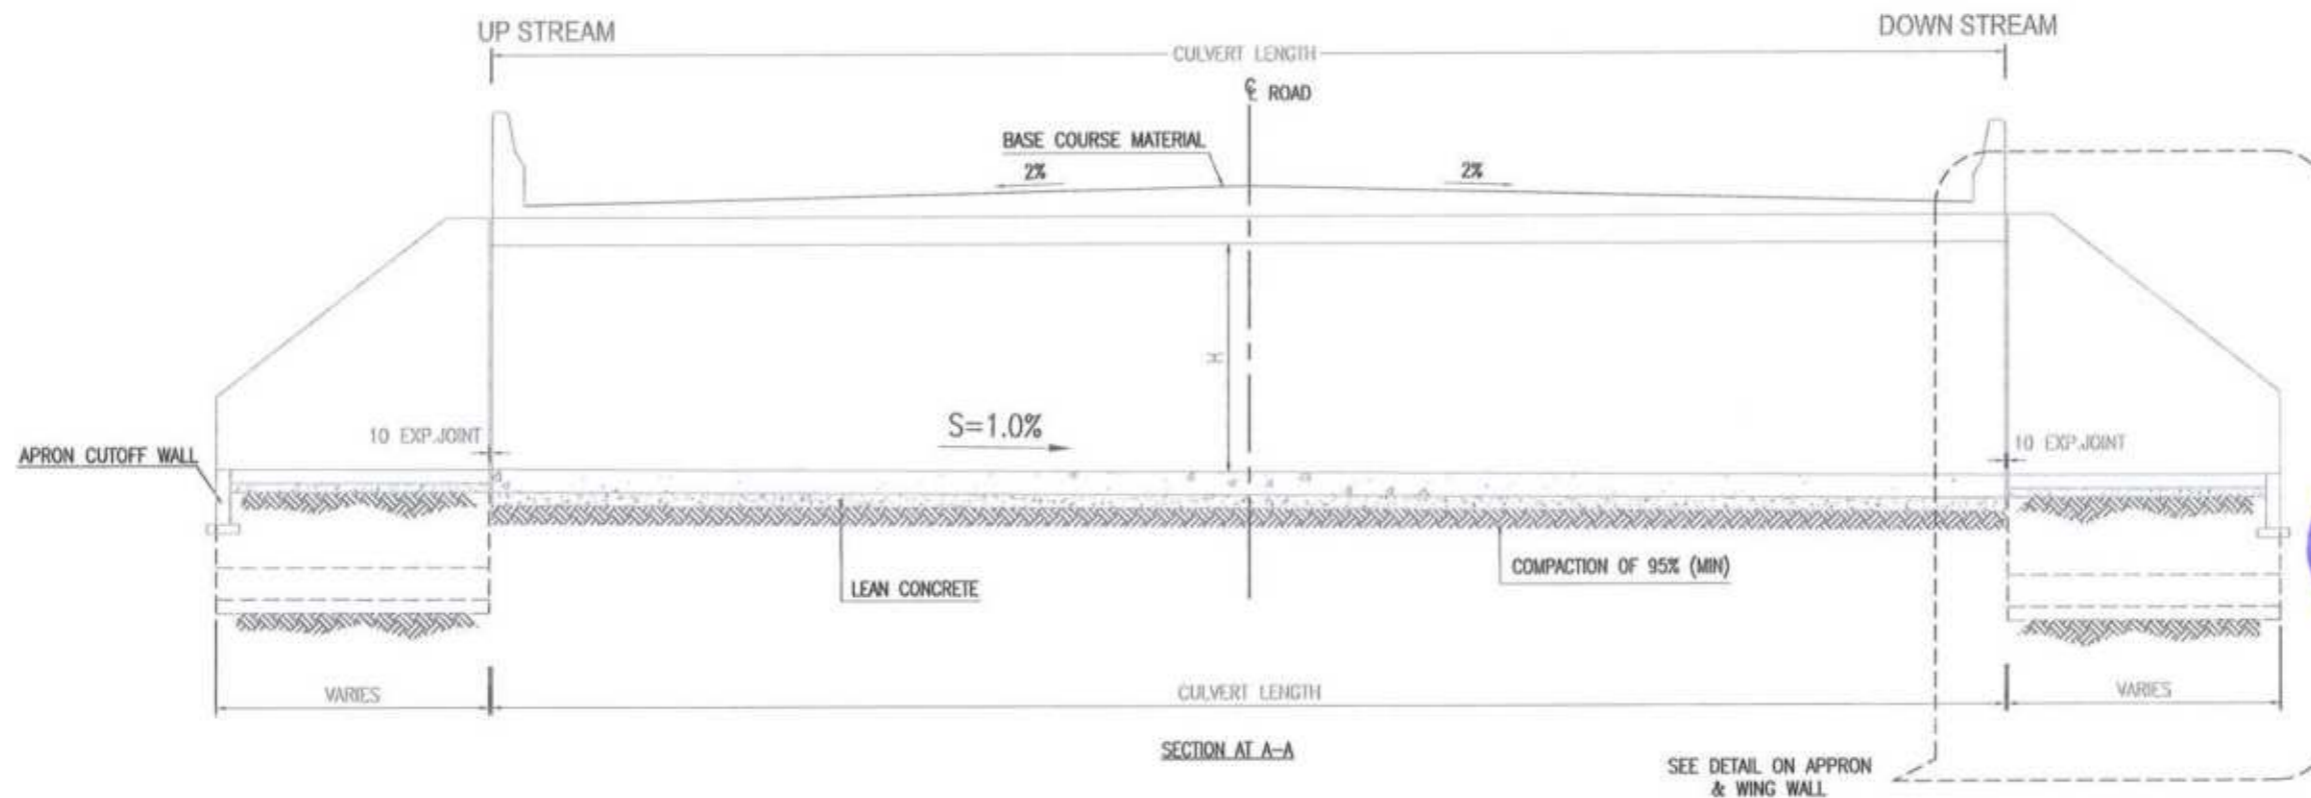 UP STREAM
DOWN STREAM
CULVERT LENGTH
℄ ROAD
BASE COURSE MATERIAL
2%
2%
H
S=1.0%
10 EXP.JOINT
10 EXP.JOINT
APRON CUTOFF WALL
COMPACTION OF 95% (MIN)
LEAN CONCRETE
VARIES
CULVERT LENGTH
VARIES
SECTION AT A-A
SEE DETAIL ON APPRON
& WING WALL